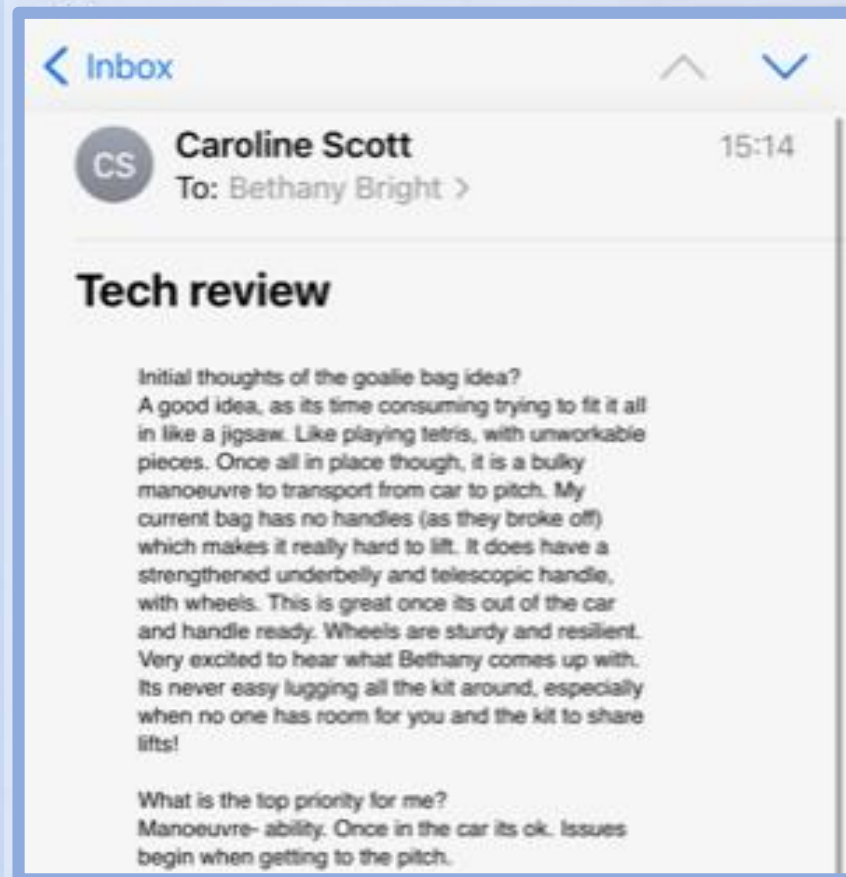 Inbox
CS
Caroline Scott
15:14
To: Bethany Bright >
Tech review
Initial thoughts of the goalie bag idea?
A good idea, as its time consuming trying to fit it all
in like a jigsaw. Like playing tetris, with unworkable
pieces. Once all in place though, it is a bulky
manoeuvre to transport from car to pitch. My
current bag has no handles (as they broke off)
which makes it really hard to lift. It does have a
strengthened underbelly and telescopic handle,
with wheels. This is great once its out of the car
and handle ready. Wheels are sturdy and resilient.
Very excited to hear what Bethany comes up with.
Its never easy lugging all the kit around, especially
when no one has room for you and the kit to share
lifts!
What is the top priority for me?
Manoeuvre- ability. Once in the car its ok. Issues
begin when getting to the pitch.